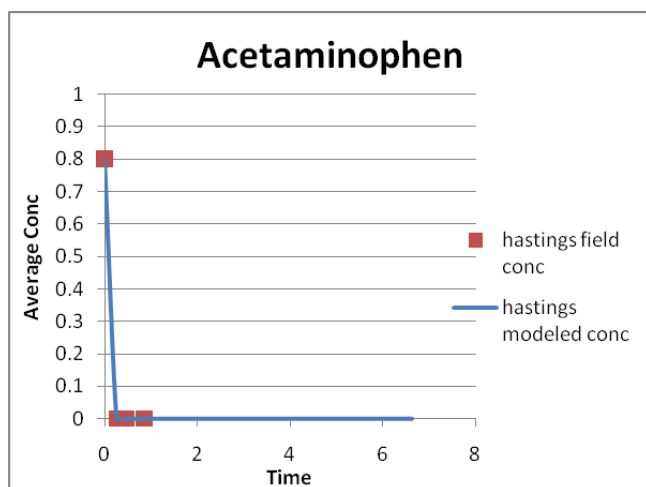 Acetaminophen
1
0.9
0.8
0.7
0.6
0.5
0.4
0.3
0.2
0.1
0
Average Conc
0 2 4 6 8
Time
hastings field
conc
hastings
modeled conc